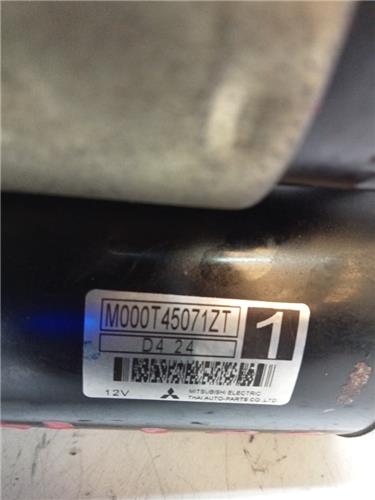 M000T45071ZT
1
D4 24
12V
MITSUBISHI ELECTRIC
THAI AUTO-PARTS CO.,LTD.